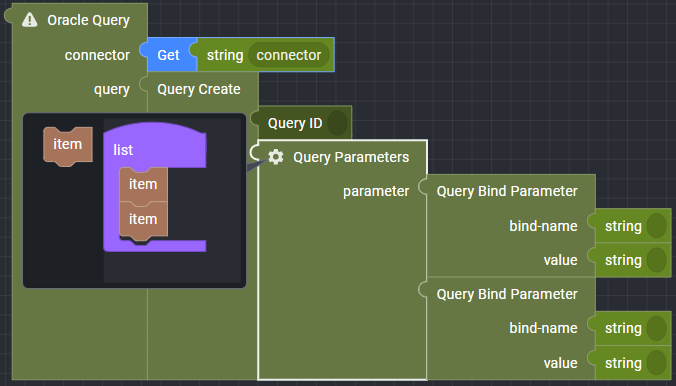 Oracle Query
connector Get string connector
query Query Create
Query ID
item list Query Parameters
item
item
parameter Query Bind Parameter
bind-name string
value string
Query Bind Parameter
bind-name string
value string